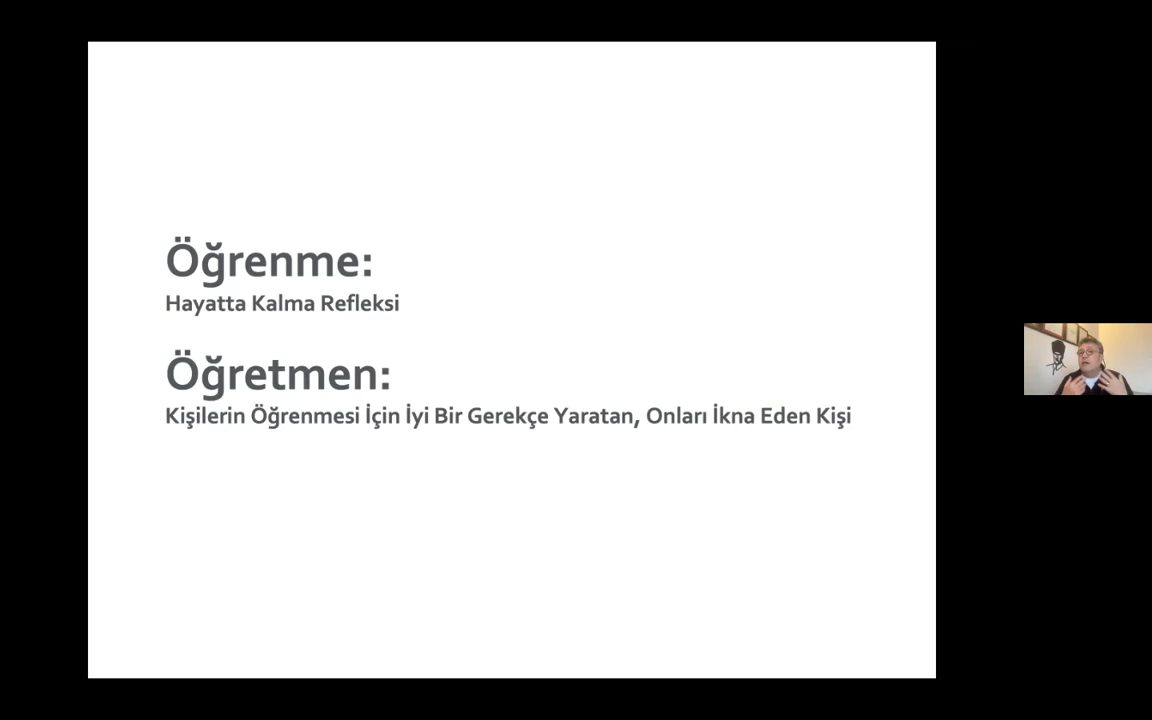 Öğrenme:
Hayatta Kalma Refleksi
Öğretmen:
Kişilerin Öğrenmesi İçin İyi Bir Gerekçe Yaratan, Onları İkna Eden Kişi